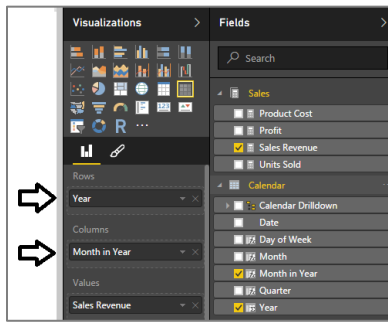 Visualizations >
Fields >
Search
R ...
Rows
Year
Columns
Month in Year
Values
Sales Revenue
Sales
Product Cost
Profit
Sales Revenue
Units Sold
Calendar ...
Calendar Drilldown
Date
Day of Week
Month
Month in Year
Quarter
Year